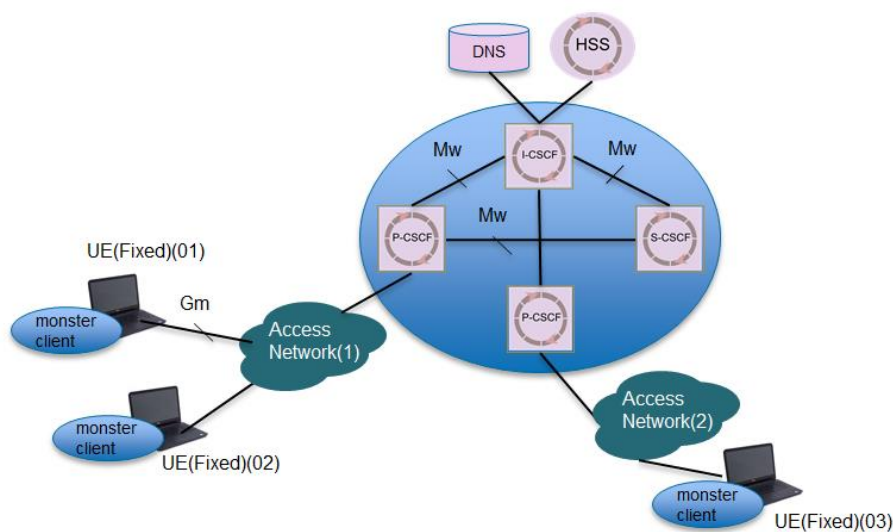 DNS
HSS
Mw
I-CSCF
Mw
P-CSCF
Mw
S-CSCF
UE(Fixed)(01)
Gm
monster
client
Access
Network(1)
P-CSCF
Access
Network(2)
monster
client
UE(Fixed)(02)
monster
client
UE(Fixed)(03)